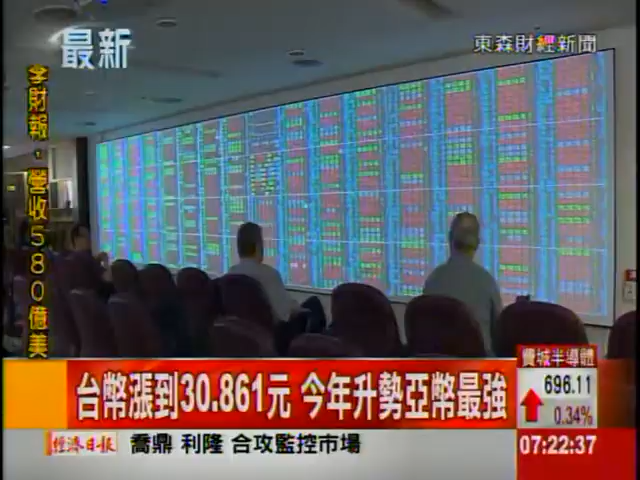 最新
東森財經新聞
季財報，營收580億美
台幣漲到30.861元 今年升勢亞幣最強
費城半導體
696.11
0.34%
經濟日報 喬鼎 利隆 合攻監控市場
07:22:37